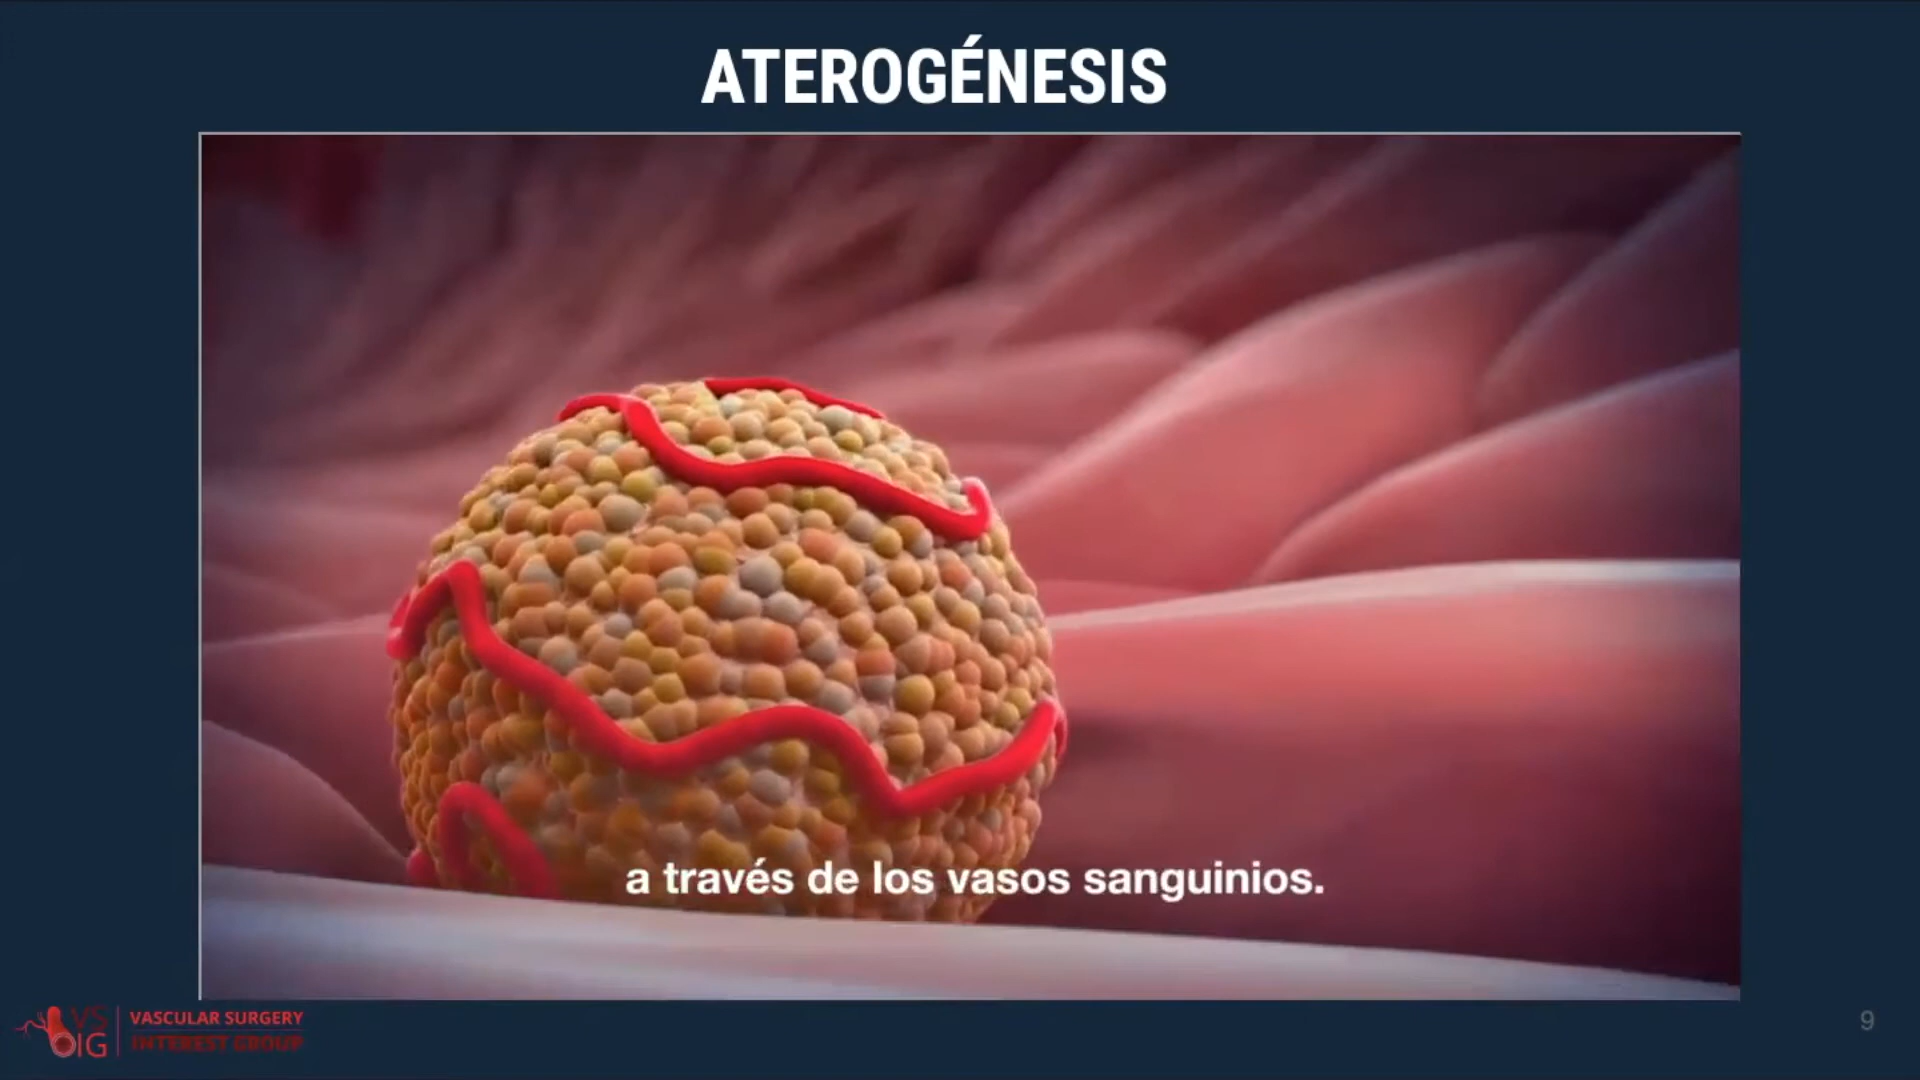 ATEROGÉNESIS
a través de los vasos sanguinios.
VS
IG
VASCULAR SURGERY
INTEREST GROUP
9